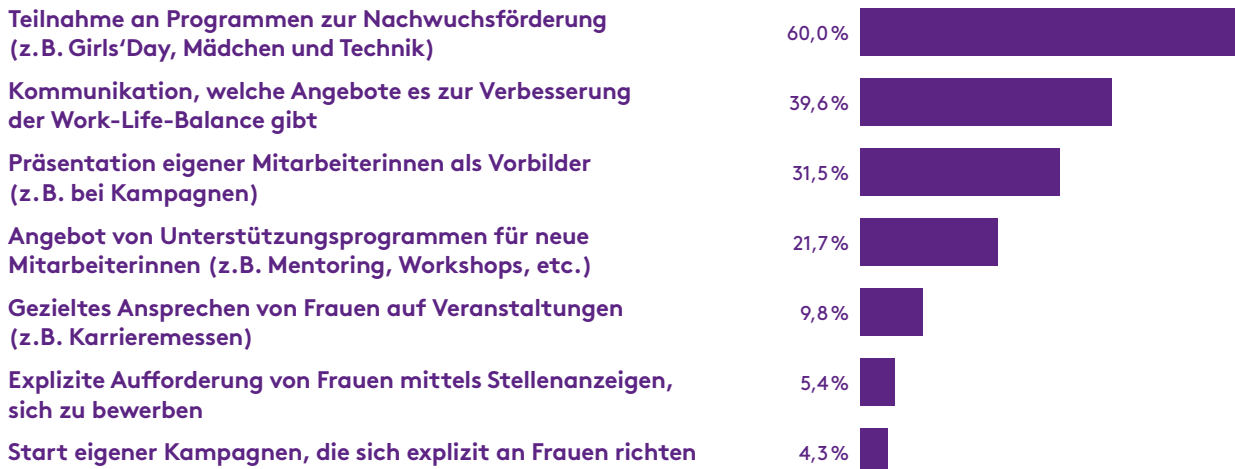 Teilnahme an Programmen zur Nachwuchsförderung
(z.B. Girls‘Day, Mädchen und Technik)
60,0 %
Kommunikation, welche Angebote es zur Verbesserung
der Work-Life-Balance gibt
39,6 %
Präsentation eigener Mitarbeiterinnen als Vorbilder
(z.B. bei Kampagnen)
31,5 %
Angebot von Unterstützungsprogrammen für neue
Mitarbeiterinnen (z.B. Mentoring, Workshops, etc.)
21,7 %
Gezieltes Ansprechen von Frauen auf Veranstaltungen
(z.B. Karrieremessen)
9,8 %
Explizite Aufforderung von Frauen mittels Stellenanzeigen,
sich zu bewerben
5,4 %
Start eigener Kampagnen, die sich explizit an Frauen richten
4,3 %